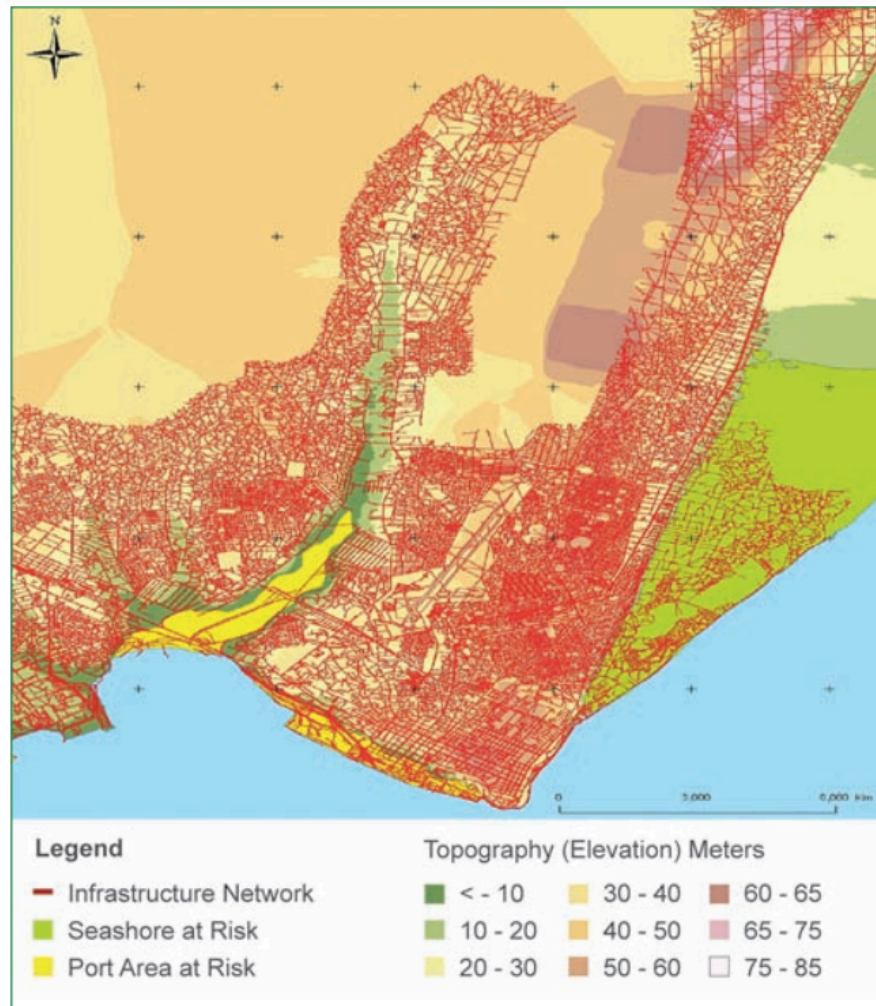 N
0 3,000 6,000 Km
Legend
Infrastructure Network
Seashore at Risk
Port Area at Risk
Topography (Elevation) Meters
< - 10
10 - 20
20 - 30
30 - 40
40 - 50
50 - 60
60 - 65
65 - 75
75 - 85